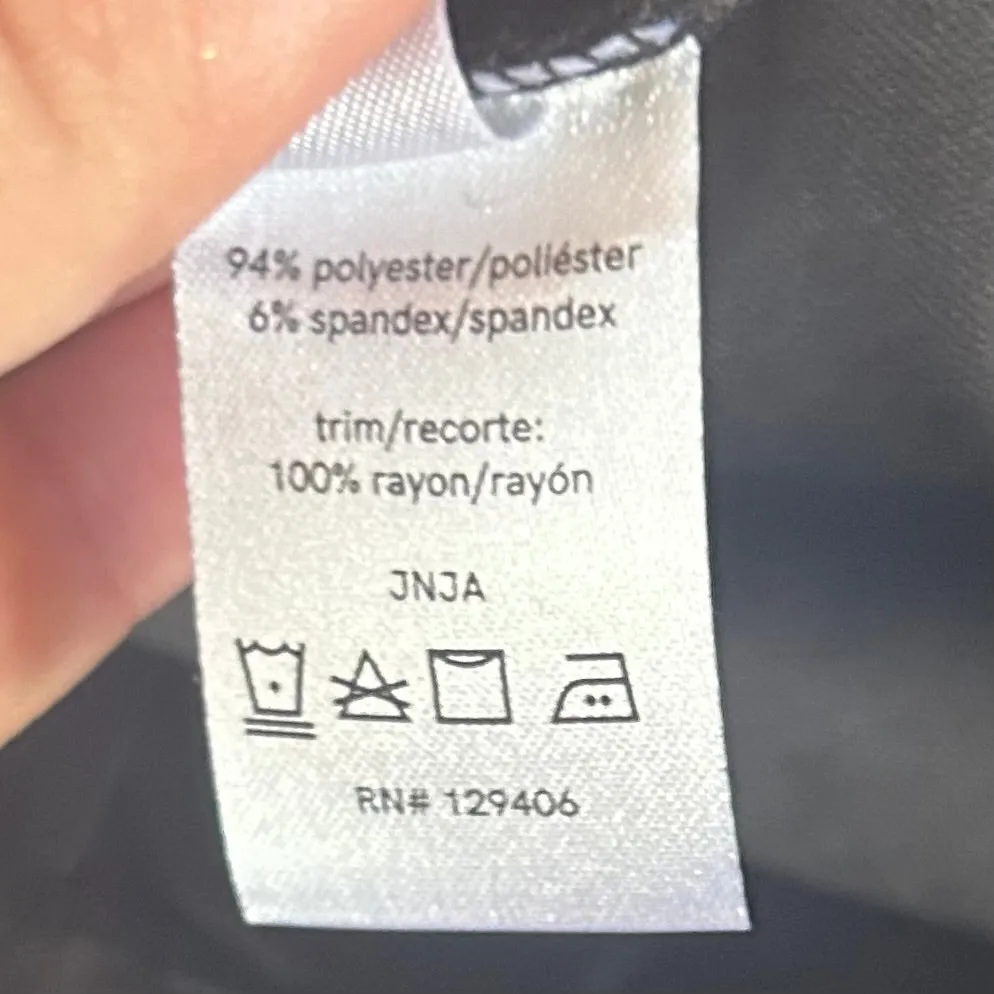 94% polyester/poliéster
6% spandex/spandex
trim/recorte:
100% rayon/rayón
JNJA
RN# 129406